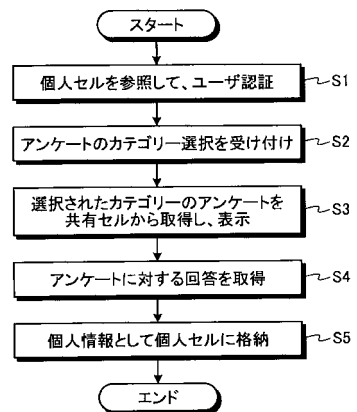 スタート
個人セルを参照して、ユーザ認証
S1
アンケートのカテゴリー選択を受け付け
S2
選択されたカテゴリーのアンケートを
共有セルから取得し、表示
S3
アンケートに対する回答を取得
S4
個人情報として個人セルに格納
S5
エンド